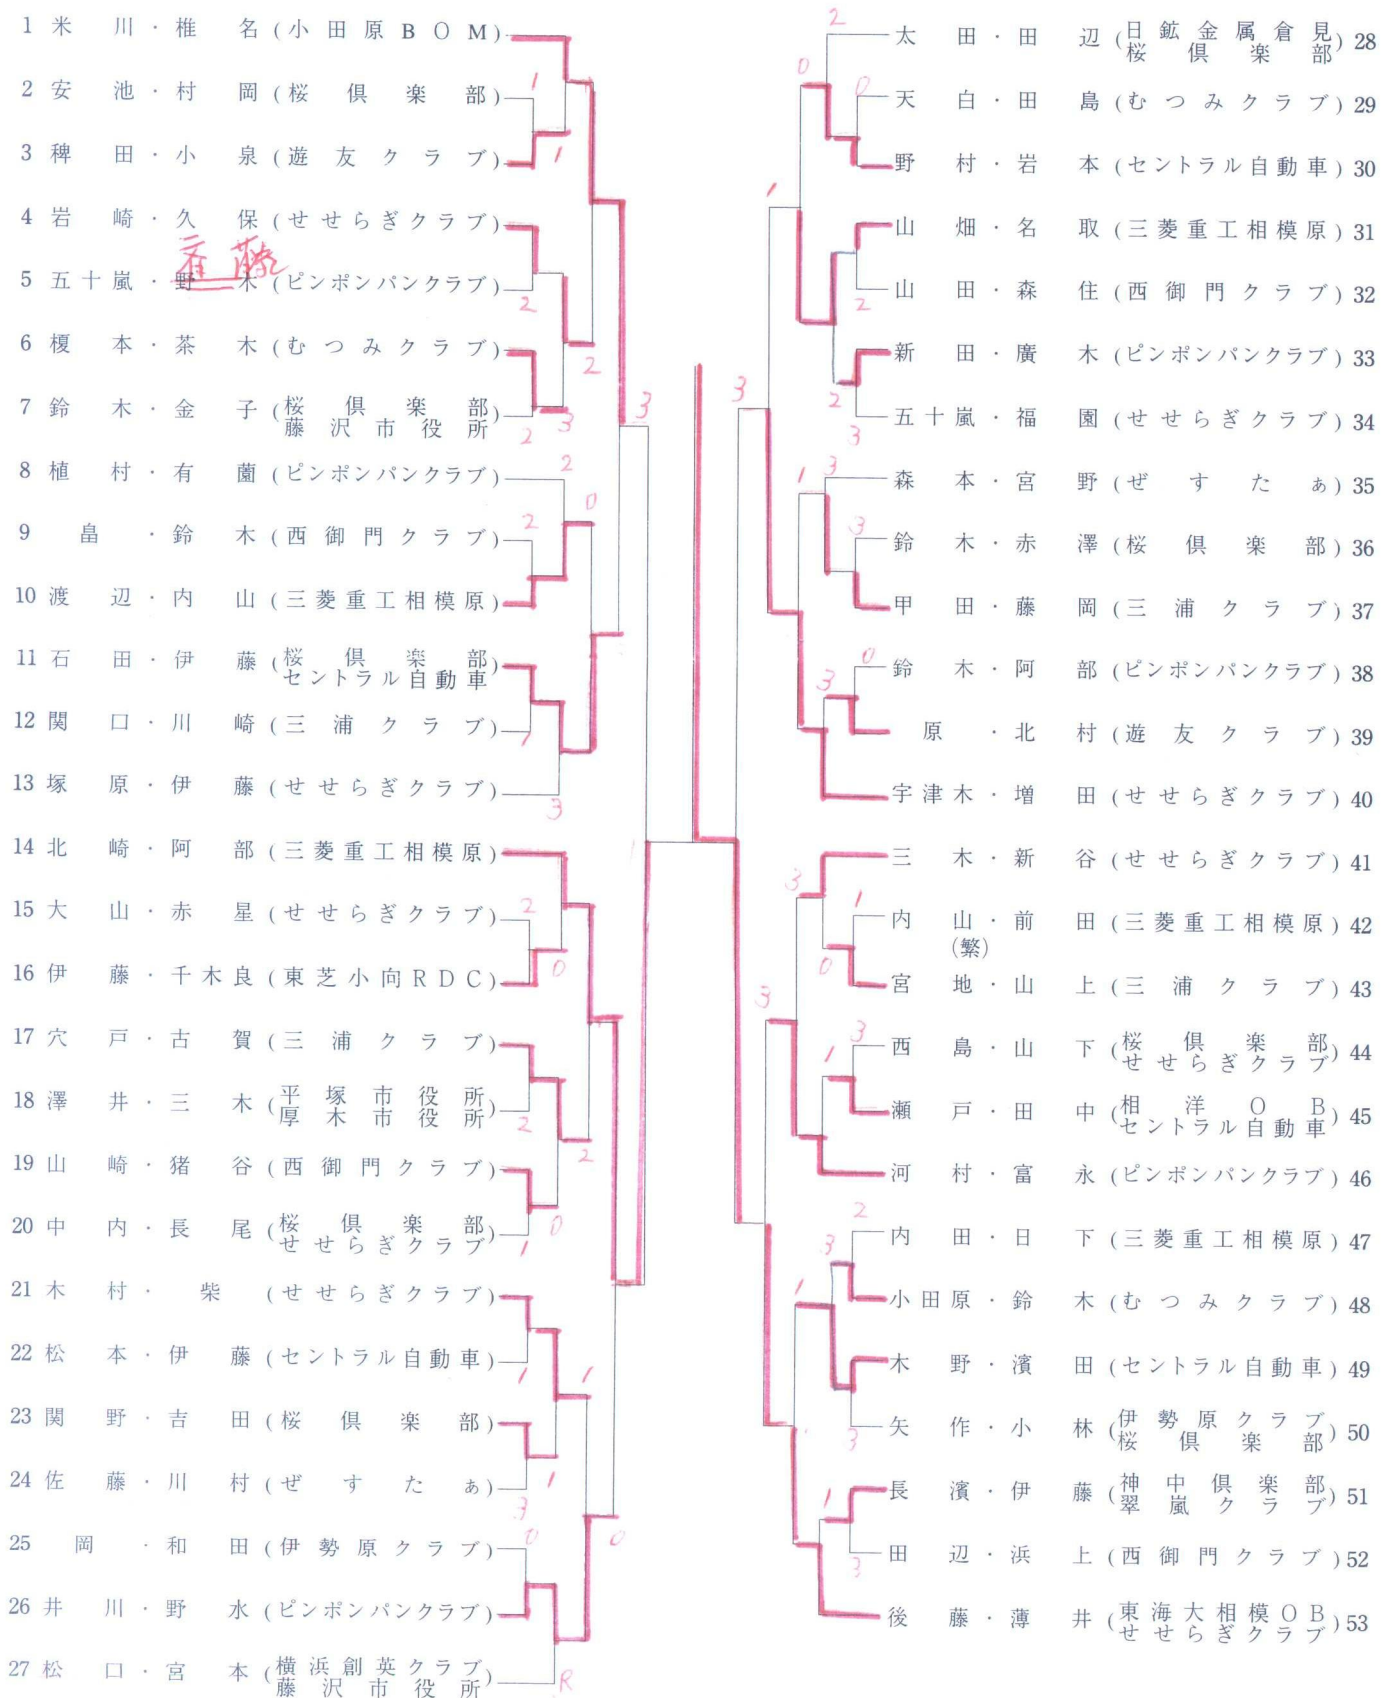 1 米川・椎名 (小田原BOM)
2 安池・村岡 (桜倶楽部)
3 稗田・小泉 (遊友クラブ)
4 岩崎・久保 (せせらぎクラブ)
斎藤
5 五十嵐・野木 (ピンポンパンクラブ)
6 榎本・茶木 (むつみクラブ)
7 鈴木・金子 (桜倶楽部 藤沢市役所)
8 植村・有薗 (ピンポンパンクラブ)
9 畠・鈴木 (西御門クラブ)
10 渡辺・内山 (三菱重工相模原)
11 石田・伊藤 (桜倶楽部 セントラル自動車)
12 関口・川崎 (三浦クラブ)
13 塚原・伊藤 (せせらぎクラブ)
14 北崎・阿部 (三菱重工相模原)
15 大山・赤星 (せせらぎクラブ)
16 伊藤・千木良 (東芝小向RDC)
17 穴戸・古賀 (三浦クラブ)
18 澤井・三木 (平塚市役所 厚木市役所)
19 山崎・猪谷 (西御門クラブ)
20 中内・長尾 (桜倶楽部 せせらぎクラブ)
21 木村・柴 (せせらぎクラブ)
22 松本・伊藤 (セントラル自動車)
23 関野・吉田 (桜倶楽部)
24 佐藤・川村 (ぜすたぁ)
25 岡・和田 (伊勢原クラブ)
26 井川・野水 (ピンポンパンクラブ)
27 松口・宮本 (横浜創英クラブ 藤沢市役所)
太田・田辺 (日鉱金属倉見 桜倶楽部) 28
天白・田島 (むつみクラブ) 29
野村・岩本 (セントラル自動車) 30
山畑・名取 (三菱重工相模原) 31
山田・森住 (西御門クラブ) 32
新田・廣木 (ピンポンパンクラブ) 33
五十嵐・福園 (せせらぎクラブ) 34
森本・宮野 (ぜすたぁ) 35
鈴木・赤澤 (桜倶楽部) 36
甲田・藤岡 (三浦クラブ) 37
鈴木・阿部 (ピンポンパンクラブ) 38
原・北村 (遊友クラブ) 39
宇津木・増田 (せせらぎクラブ) 40
三木・新谷 (せせらぎクラブ) 41
内山・前田 (三菱重工相模原) 42
(繁)
宮地・山上 (三浦クラブ) 43
西島・山下 (桜倶楽部 せせらぎクラブ) 44
瀬戸・田中 (相洋OB セントラル自動車) 45
河村・富永 (ピンポンパンクラブ) 46
内田・日下 (三菱重工相模原) 47
小田原・鈴木 (むつみクラブ) 48
木野・濱田 (セントラル自動車) 49
矢作・小林 (伊勢原クラブ 桜倶楽部) 50
長濱・伊藤 (神中倶楽部 翠嵐クラブ) 51
田辺・浜上 (西御門クラブ) 52
後藤・薄井 (東海大相模OB せせらぎクラブ) 53